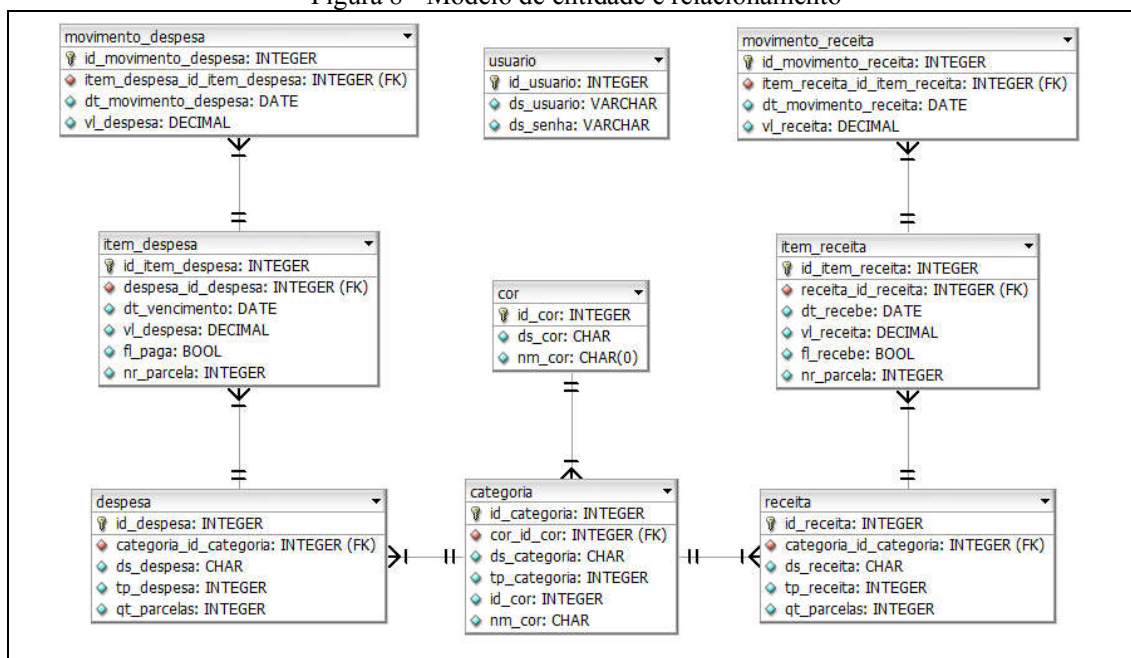 Figura 8 - Modelo de entidade e relacionamento
movimento_despesa
id_movimento_despesa: INTEGER
item_despesa_id_item_despesa: INTEGER (FK)
dt_movimento_despesa: DATE
vl_despesa: DECIMAL
usuario
id_usuario: INTEGER
ds_usuario: VARCHAR
ds_senha: VARCHAR
movimento_receita
id_movimento_receita: INTEGER
item_receita_id_item_receita: INTEGER (FK)
dt_movimento_receita: DATE
vl_receita: DECIMAL
item_despesa
id_item_despesa: INTEGER
despesa_id_despesa: INTEGER (FK)
dt_vencimento: DATE
vl_despesa: DECIMAL
fl_paga: BOOL
nr_parcela: INTEGER
cor
id_cor: INTEGER
ds_cor: CHAR
nm_cor: CHAR(0)
item_receita
id_item_receita: INTEGER
receita_id_receita: INTEGER (FK)
dt_recebe: DATE
vl_receita: DECIMAL
fl_recebe: BOOL
nr_parcela: INTEGER
despesa
id_despesa: INTEGER
categoria_id_categoria: INTEGER (FK)
ds_despesa: CHAR
tp_despesa: INTEGER
qt_parcelas: INTEGER
categoria
id_categoria: INTEGER
cor_id_cor: INTEGER (FK)
ds_categoria: CHAR
tp_categoria: INTEGER
id_cor: INTEGER
nm_cor: CHAR
receita
id_receita: INTEGER
categoria_id_categoria: INTEGER (FK)
ds_receita: CHAR
tp_receita: INTEGER
qt_parcelas: INTEGER